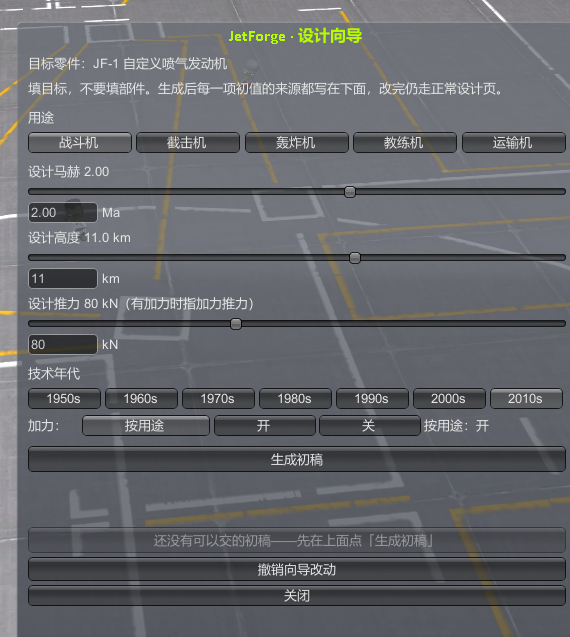 JetForge · 设计向导
目标零件：JF-1 自定义喷气发动机
填目标，不要填部件。生成后每一项初值的来源都写在下面，改完仍走正常设计页。
用途
战斗机 截击机 轰炸机 教练机 运输机
设计马赫 2.00
2.00 Ma
设计高度 11.0 km
11 km
设计推力 80 kN（有加力时指加力推力）
80 kN
技术年代
1950s 1960s 1970s 1980s 1990s 2000s 2010s
加力： 按用途 开 关 按用途：开
生成初稿
还没有可以交的初稿——先在上面点「生成初稿」
撤销向导改动
关闭